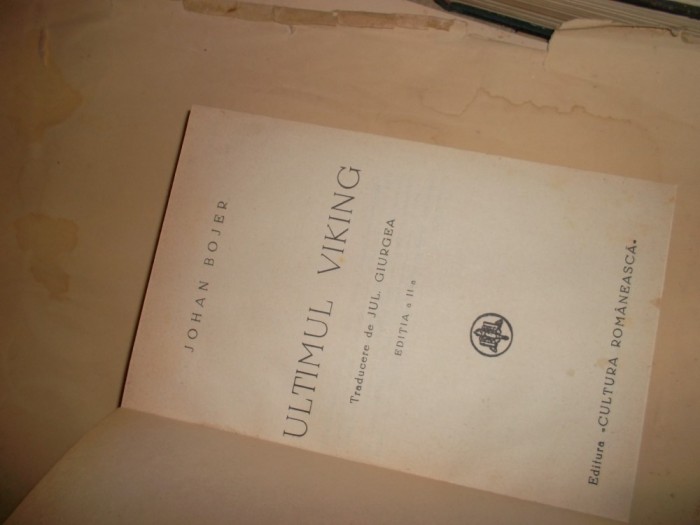 JOHAN BOJER
ULTIMUL VIKING
Traducere de JUL. GIURGEA
EDIȚIA a II-a
Editura „CULTURA ROMÂNEASCĂ"